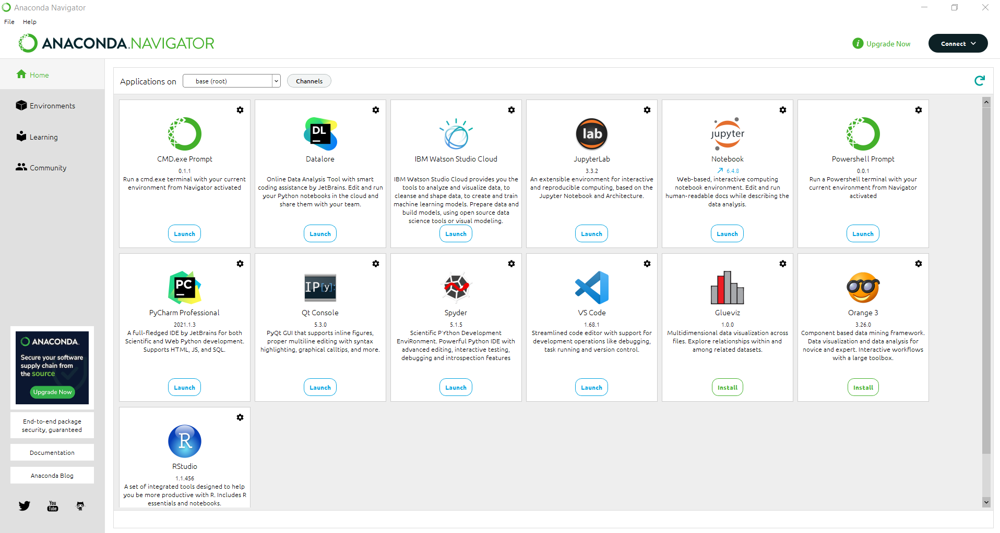 Anaconda Navigator
File Help
ANACONDA.NAVIGATOR
i Upgrade Now
Connect
Home
Environments
Learning
Community
Applications on base (root) Channels
CMD.exe Prompt
0.1.1
Run a cmd.exe terminal with your current
environment from Navigator activated
Launch
DL
Datalore
Online Data Analysis Tool with smart
coding assistance by JetBrains. Edit and run
your Python notebooks in the cloud and
share them with your team.
Launch
IBM Watson Studio Cloud
IBM Watson Studio Cloud provides you the
tools to analyze and visualize data, to
cleanse and shape data, to create and train
machine learning models. Prepare data and
build models, using open source data
science tools or visual modeling.
Launch
lab
JupyterLab
3.3.2
An extensible environment for interactive
and reproducible computing, based on the
Jupyter Notebook and Architecture.
Launch
jupyter
Notebook
6.4.8
Web-based, interactive computing
notebook environment. Edit and run
human-readable docs while describing the
data analysis.
Launch
Powershell Prompt
0.0.1
Run a Powershell terminal with your
current environment from Navigator
activated
Launch
PC
PyCharm Professional
2021.1.3
A full-fledged IDE by JetBrains for both
Scientific and Web Python development.
Supports HTML, JS, and SQL.
Launch
IP[y]:
Qt Console
5.3.0
PyQt GUI that supports inline figures,
proper multiline editing with syntax
highlighting, graphical calltips, and more.
Launch
Spyder
5.1.5
Scientific PYthon Development
EnviRonment. Powerful Python IDE with
advanced editing, interactive testing,
debugging and introspection features
Launch
VS Code
1.68.1
Streamlined code editor with support for
development operations like debugging,
task running and version control.
Launch
Glueviz
1.0.0
Multidimensional data visualization across
files. Explore relationships within and
among related datasets.
Install
Orange 3
3.26.0
Component based data mining framework.
Data visualization and data analysis for
novice and expert. Interactive workflows
with a large toolbox.
Install
R
RStudio
1.1.456
A set of integrated tools designed to help
you be more productive with R. Includes R
essentials and notebooks.
ANACONDA.
Secure your software
supply chain from
the source
Upgrade Now
End-to-end package
security, guaranteed
Documentation
Anaconda Blog
You
Tube